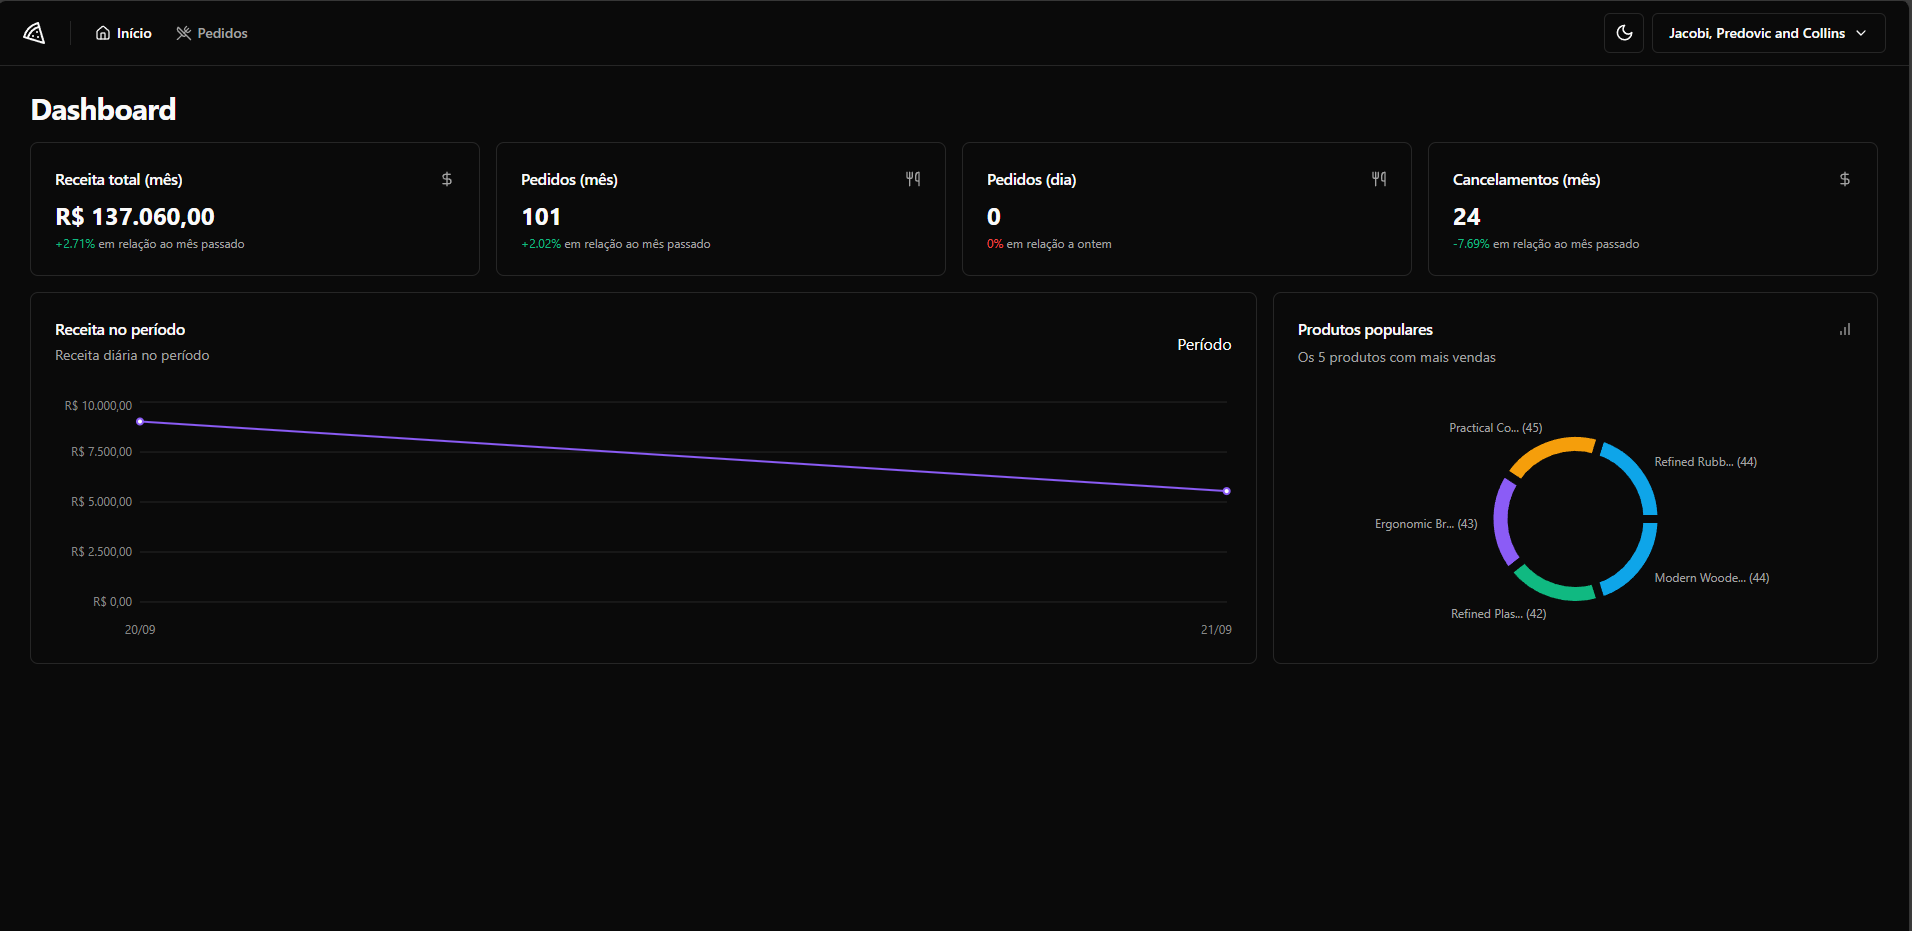 Início
Pedidos
Jacobi, Predovic and Collins
Dashboard
Receita total (mês)
R$ 137.060,00
+2.71% em relação ao mês passado
Pedidos (mês)
101
+2.02% em relação ao mês passado
Pedidos (dia)
0
0% em relação a ontem
Cancelamentos (mês)
24
-7.69% em relação ao mês passado
Receita no período
Receita diária no período
Período
R$ 10.000,00
R$ 7.500,00
R$ 5.000,00
R$ 2.500,00
R$ 0,00
20/09
21/09
Produtos populares
Os 5 produtos com mais vendas
Practical Co... (45)
Refined Rubb... (44)
Ergonomic Br... (43)
Modern Woode... (44)
Refined Plas... (42)